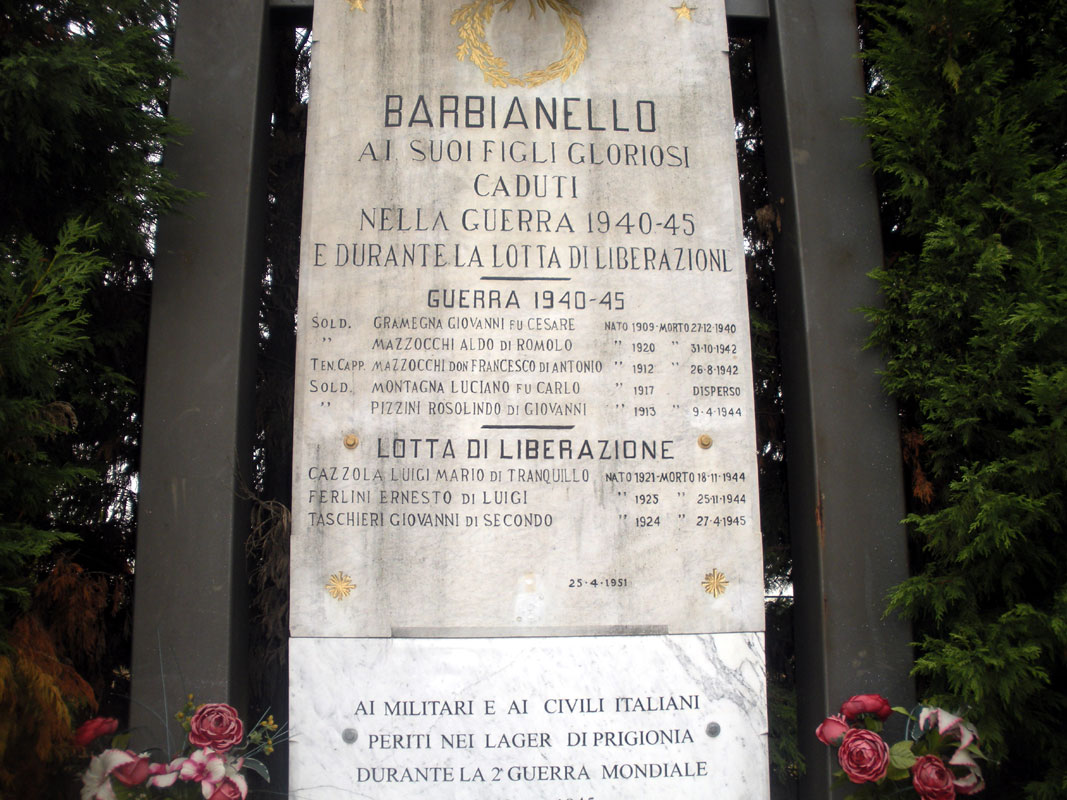 BARBIANELLO
AI SUOI FIGLI GLORIOSI
CADUTI
NELLA GUERRA 1940-45
E DURANTE LA LOTTA DI LIBERAZIONE
GUERRA 1940-45
SOLD. GRAMEGNA GIOVANNI FU CESARE NATO 1909-MORTO 27-12-1940
" MAZZOCCHI ALDO DI ROMOLO " 1920 " 31-10-1942
TEN.CAPP. MAZZOCCHI DON FRANCESCO DI ANTONIO " 1912 " 26-8-1942
SOLD. MONTAGNA LUCIANO FU CARLO " 1917 DISPERSO
" PIZZINI ROSOLINDO DI GIOVANNI " 1913 " 9-4-1944
LOTTA DI LIBERAZIONE
CAZZOLA LUIGI MARIO DI TRANQUILLO NATO 1921-MORTO 18-11-1944
FERLINI ERNESTO DI LUIGI " 1925 " 25-11-1944
TASCHIERI GIOVANNI DI SECONDO " 1924 " 27-4-1945
25-4-1951
AI MILITARI E AI CIVILI ITALIANI
PERITI NEI LAGER DI PRIGIONIA
DURANTE LA 2ª GUERRA MONDIALE